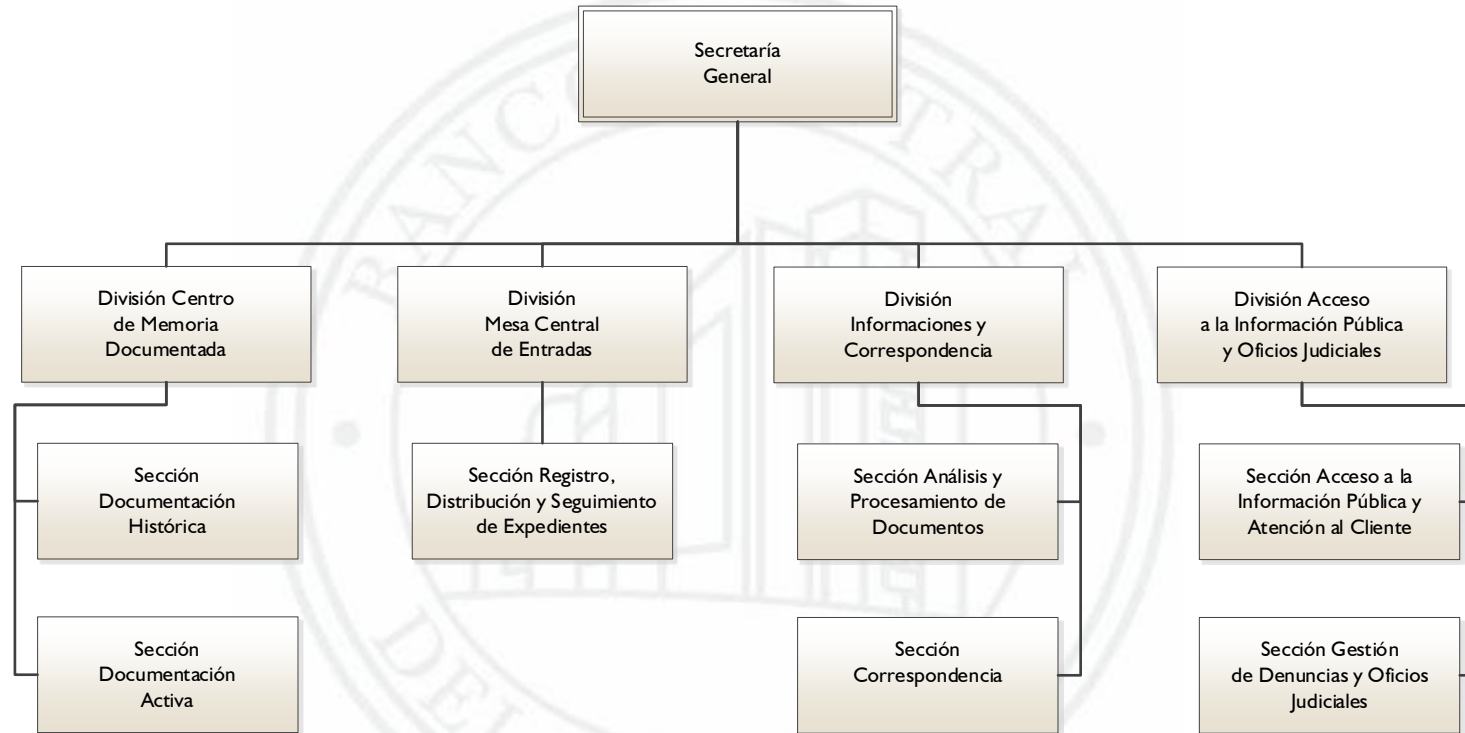 Secretaría
General
División Centro
de Memoria
Documentada
División
Mesa Central
de Entradas
División
Informaciones y
Correspondencia
División Acceso
a la Información Pública
y Oficios Judiciales
Sección
Documentación
Histórica
Sección Registro,
Distribución y Seguimiento
de Expedientes
Sección Análisis y
Procesamiento de
Documentos
Sección Acceso a la
Información Pública y
Atención al Cliente
Sección
Documentación
Activa
Sección
Correspondencia
Sección Gestión
de Denuncias y Oficios
Judiciales